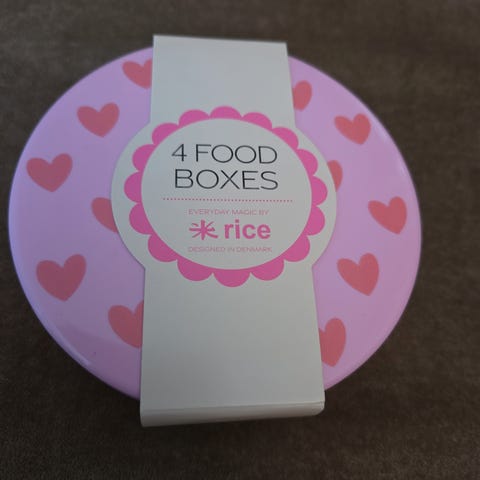 4 FOOD
BOXES
EVERYDAY MAGIC BY
rice
DESIGNED IN DENMARK